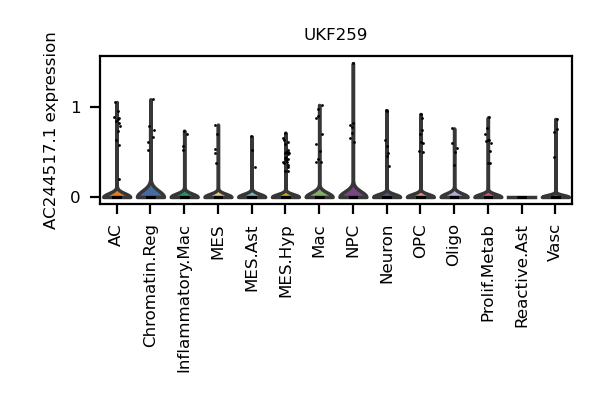 UKF259
AC244517.1 expression
1
0
AC
Chromatin.Reg
Inflammatory.Mac
MES
MES.Ast
MES.Hyp
Mac
NPC
Neuron
OPC
Oligo
Prolif.Metab
Reactive.Ast
Vasc